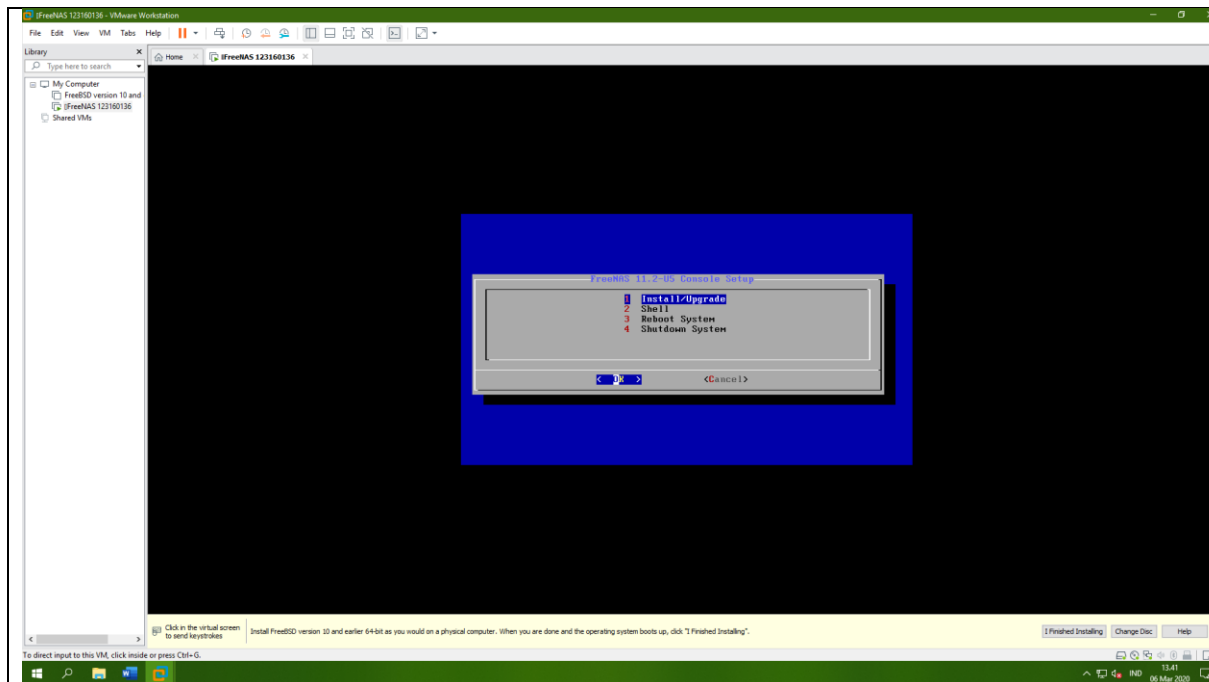 [FreeNAS 123160136 - VMware Workstation
File Edit View VM Tabs Help
Library
Type here to search
My Computer
FreeBSD version 10 and
[FreeNAS 123160136
Shared VMs
Home
[FreeNAS 123160136
FreeNAS 11.2-U5 Console Setup
1 Install/Upgrade
2 Shell
3 Reboot System
4 Shutdown System
< OK > <Cancel>
Click in the virtual screen
to send keystrokes
Install FreeBSD version 10 and earlier 64-bit as you would on a physical computer. When you are done and the operating system boots up, click "I Finished Installing".
I Finished Installing Change Disc Help
To direct input to this VM, click inside or press Ctrl+G.
IND
13.41
06 Mar 2020